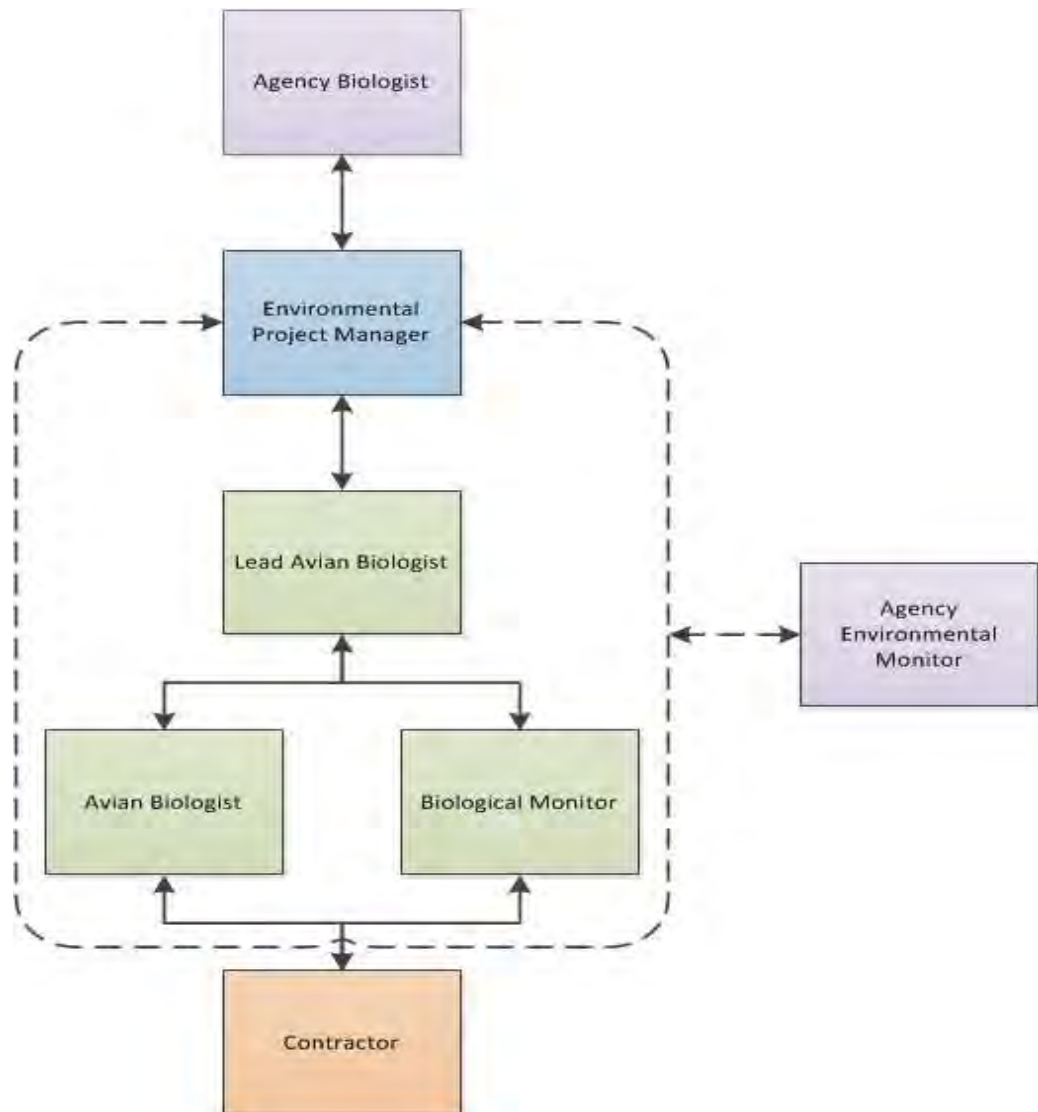 Agency Biologist
Environmental
Project Manager
Lead Avian Biologist
Agency
Environmental
Monitor
Avian Biologist
Biological Monitor
Contractor